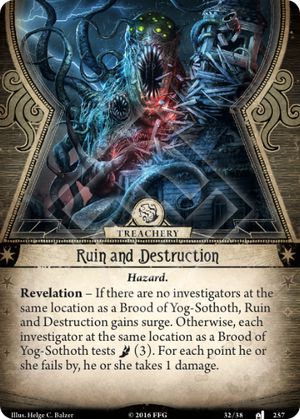 TREACHERY
Ruin and Destruction
Hazard.
Revelation – If there are no investigators at the
same location as a Brood of Yog-Sothoth, Ruin
and Destruction gains surge. Otherwise, each
investigator at the same location as a Brood of
Yog-Sothoth tests (3). For each point he or
she fails by, he or she takes 1 damage.
Illus. Helge C. Balzer © 2016 FFG 32/38 257